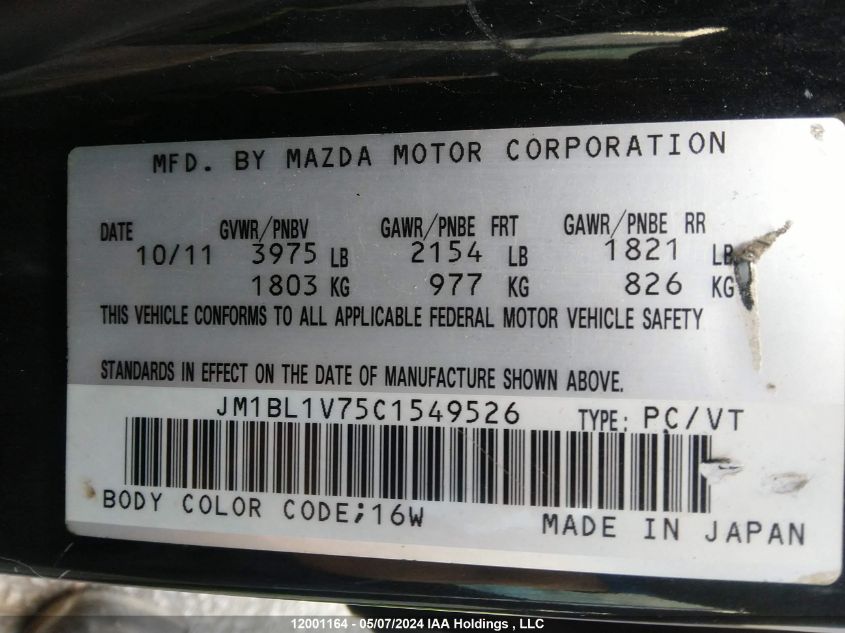 MFD. BY MAZDA MOTOR CORPORATION
DATE GVWR/PNBV GAWR/PNBE FRT GAWR/PNBE RR
10/11 3975 LB 2154 LB 1821 LB
1803 KG 977 KG 826 KG
THIS VEHICLE CONFORMS TO ALL APPLICABLE FEDERAL MOTOR VEHICLE SAFETY
STANDARDS IN EFFECT ON THE DATE OF MANUFACTURE SHOWN ABOVE.
JM1BL1V75C1549526 TYPE: PC/VT
BODY COLOR CODE;16W MADE IN JAPAN
12001164 - 05/07/2024 IAA Holdings , LLC